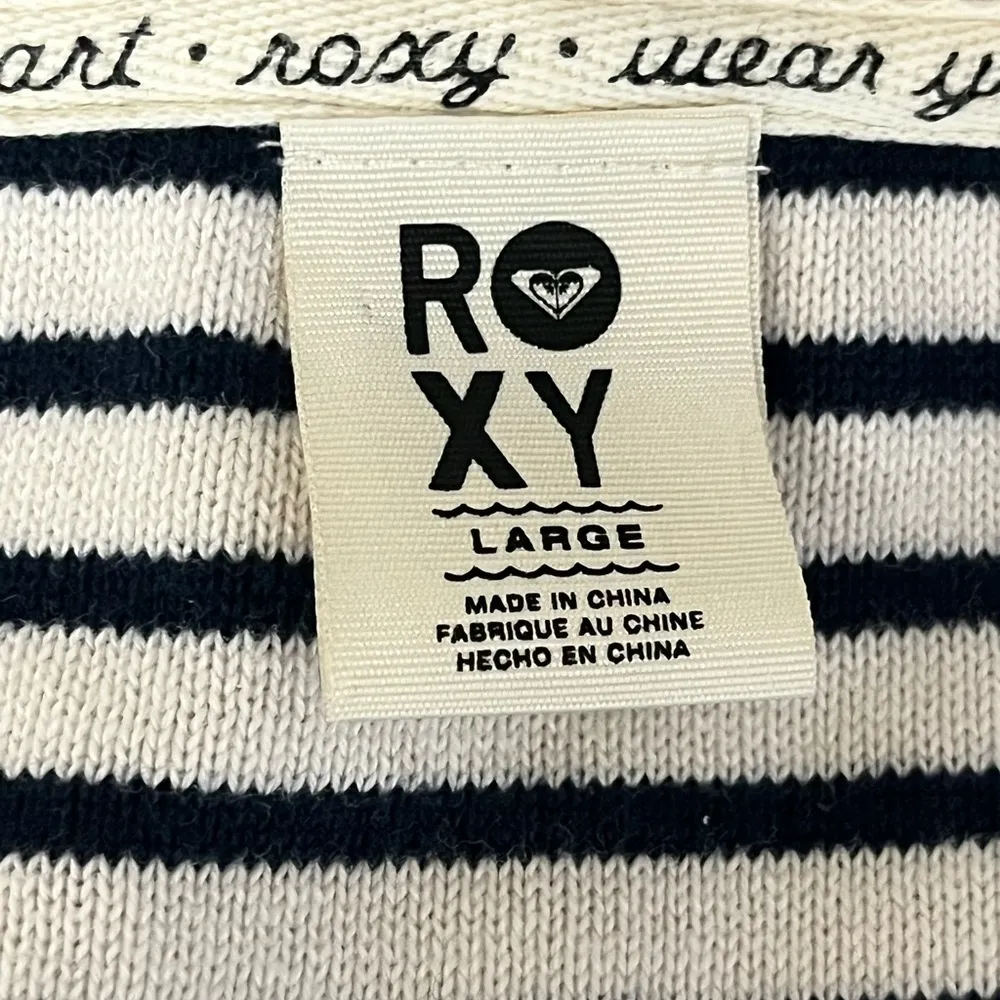 art • roxy • wear y
ROXY
LARGE
MADE IN CHINA
FABRIQUE AU CHINE
HECHO EN CHINA